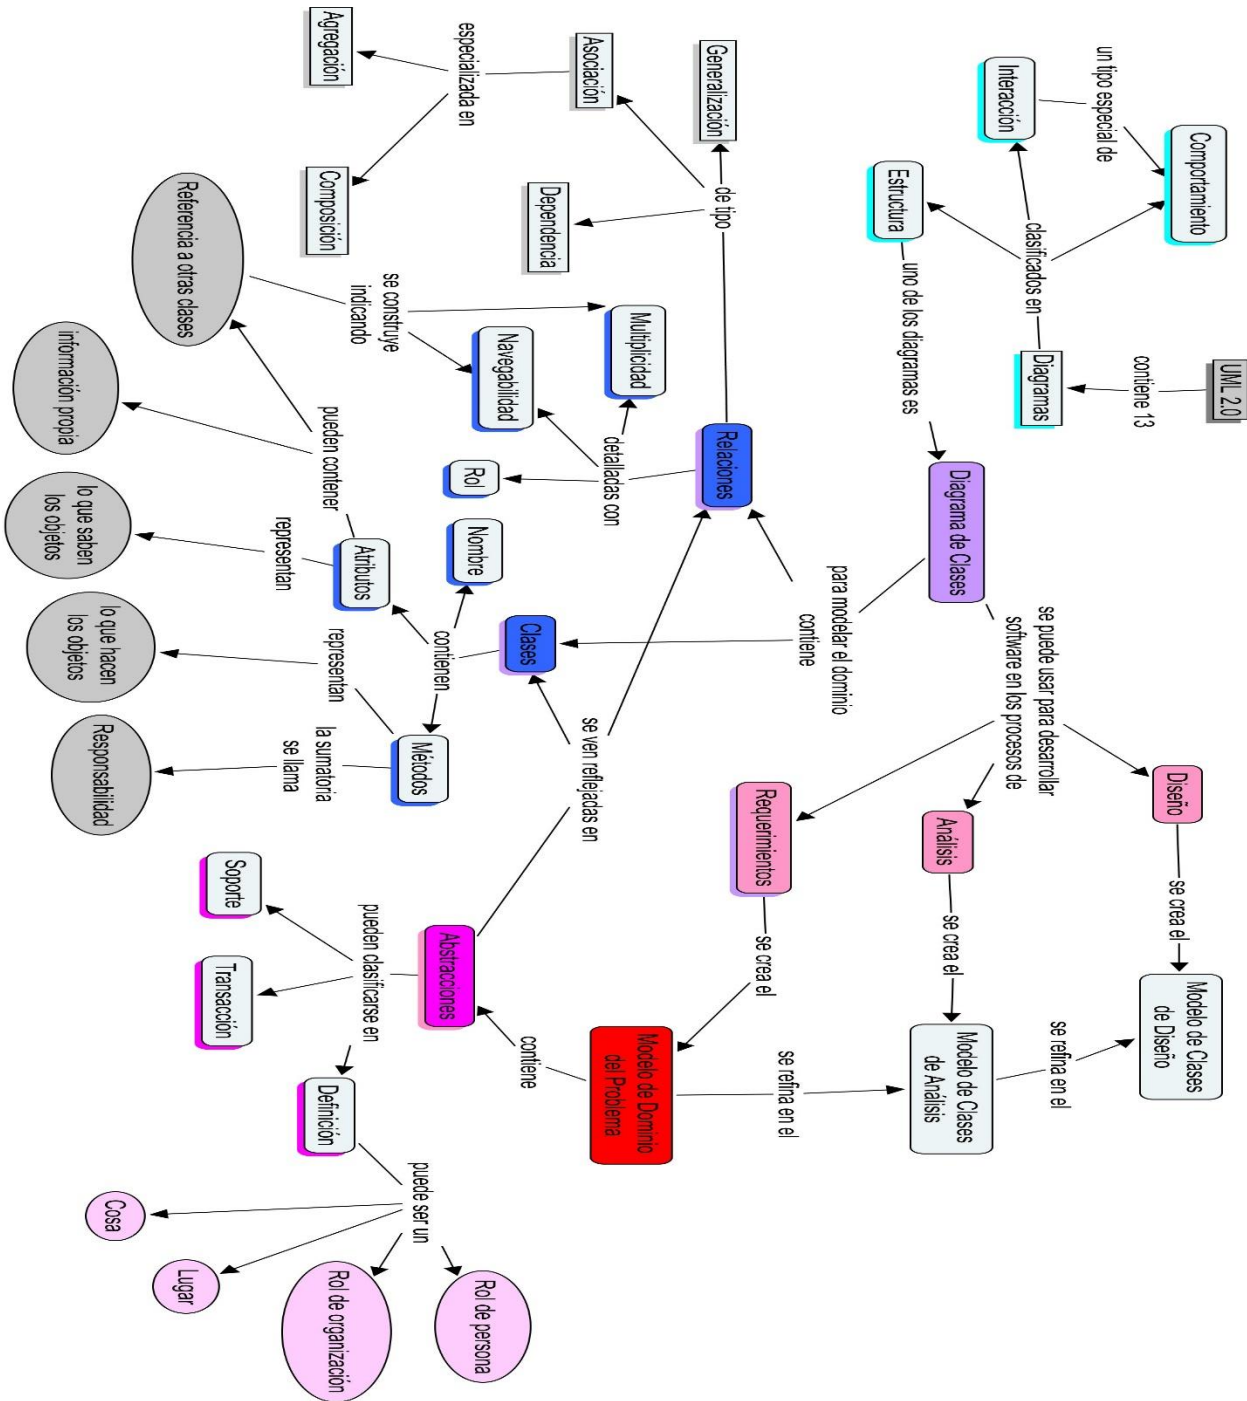 UML 2.0
contiene 13
Diagramas
clasificados en
Comportamiento
un tipo especial de
Interacción
Estructura
uno de los diagramas es
Diagrama de Clases
se puede usar para desarrollar
software en los procesos de
Diseño
se crea el
Modelo de Clases
de Diseño
Análisis
se crea el
Modelo de Clases
de Análisis
se refina en el
Requerimientos
se crea el
Modelo de Dominio
del Problema
se refina en el
para modelar el dominio
contiene
Relaciones
de tipo
Generalización
Asociación
Dependencia
especializada en
Agregación
Composición
detalladas con
Multiplicidad
Navegabilidad
Rol
Clases
contienen
Nombre
Atributos
Métodos
pueden contener
Referencia a otras clases
se construye
indicando
información propia
representan
lo que saben
los objetos
representan
lo que hacen
los objetos
la sumatoria
se llama
Responsabilidad
se ven reflejadas en
contiene
Abstracciones
pueden clasificarse en
Soporte
Transacción
Definición
puede ser un
Cosa
Lugar
Rol de organización
Rol de persona